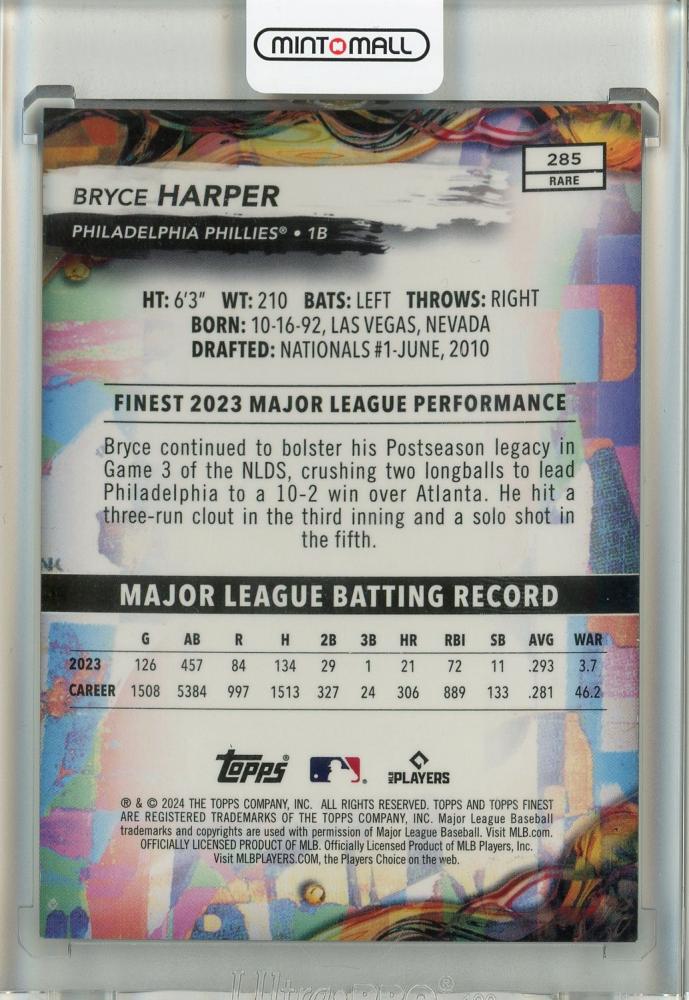 MINTMALL
285
RARE
BRYCE HARPER
PHILADELPHIA PHILLIES® • 1B
HT: 6'3" WT: 210 BATS: LEFT THROWS: RIGHT
BORN: 10-16-92, LAS VEGAS, NEVADA
DRAFTED: NATIONALS #1-JUNE, 2010
FINEST 2023 MAJOR LEAGUE PERFORMANCE
Bryce continued to bolster his Postseason legacy in
Game 3 of the NLDS, crushing two longballs to lead
Philadelphia to a 10-2 win over Atlanta. He hit a
three-run clout in the third inning and a solo shot in
the fifth.
MAJOR LEAGUE BATTING RECORD
G AB R H 2B 3B HR RBI SB AVG WAR
2023 126 457 84 134 29 1 21 72 11 .293 3.7
CAREER 1508 5384 997 1513 327 24 306 889 133 .281 46.2
topps® MLB PLAYERS
® & © 2024 THE TOPPS COMPANY, INC. ALL RIGHTS RESERVED. TOPPS AND TOPPS FINEST
ARE REGISTERED TRADEMARKS OF THE TOPPS COMPANY, INC. Major League Baseball
trademarks and copyrights are used with permission of Major League Baseball. Visit MLB.com.
OFFICIALLY LICENSED PRODUCT OF MLB. Officially Licensed Product of MLB Players, Inc.
Visit MLBPLAYERS.COM, the Players Choice on the web.
Ultra PRO®